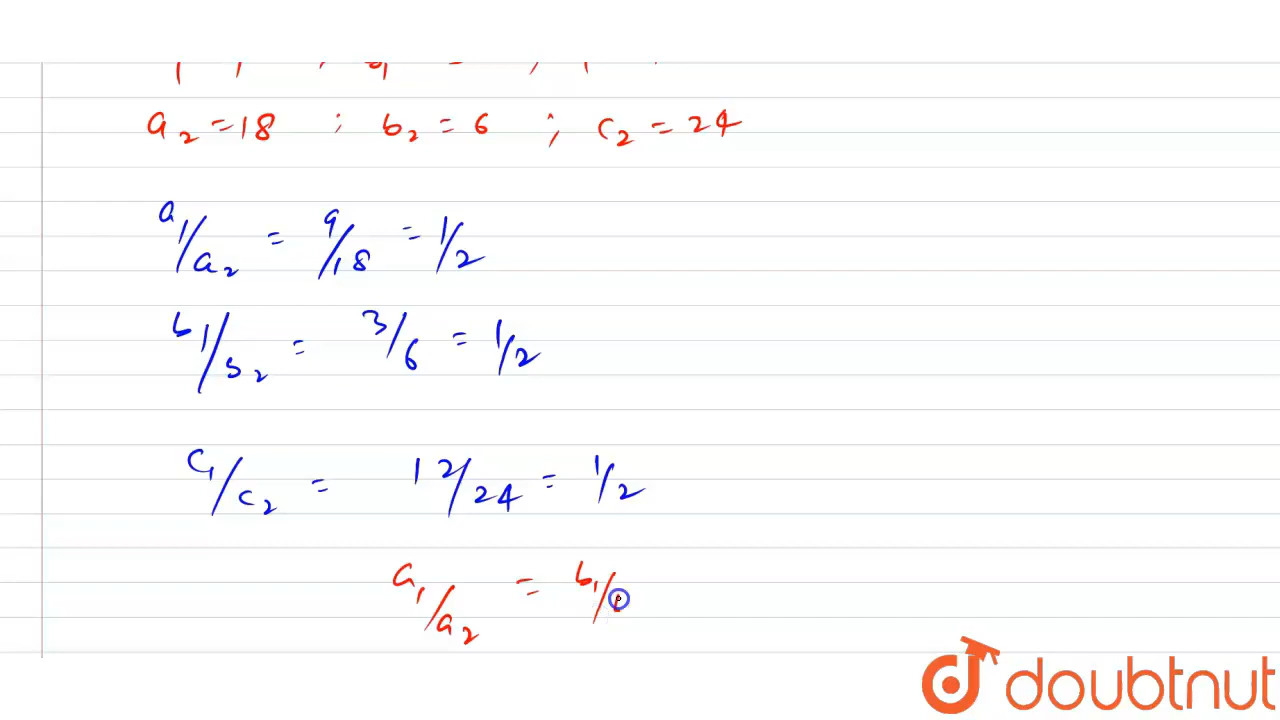 a2 = 18 ; b2 = 6 ; c2 = 24
a1/a2 = 9/18 = 1/2
b1/b2 = 3/6 = 1/2
c1/c2 = 12/24 = 1/2
a1/a2 = b1/
doubtnut